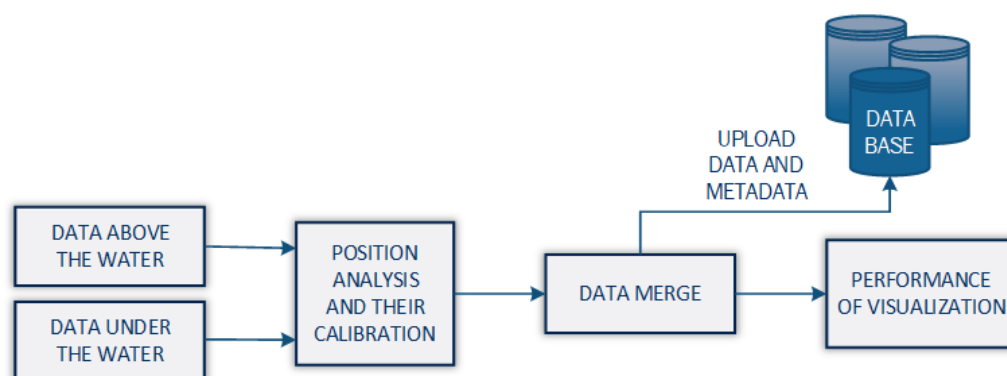 DATA
BASE
UPLOAD
DATA AND
METADATA
DATA ABOVE
THE WATER
POSITION
ANALYSIS
AND THEIR
CALIBRATION
DATA MERGE
PERFORMANCE
OF VISUALIZATION
DATA UNDER
THE WATER